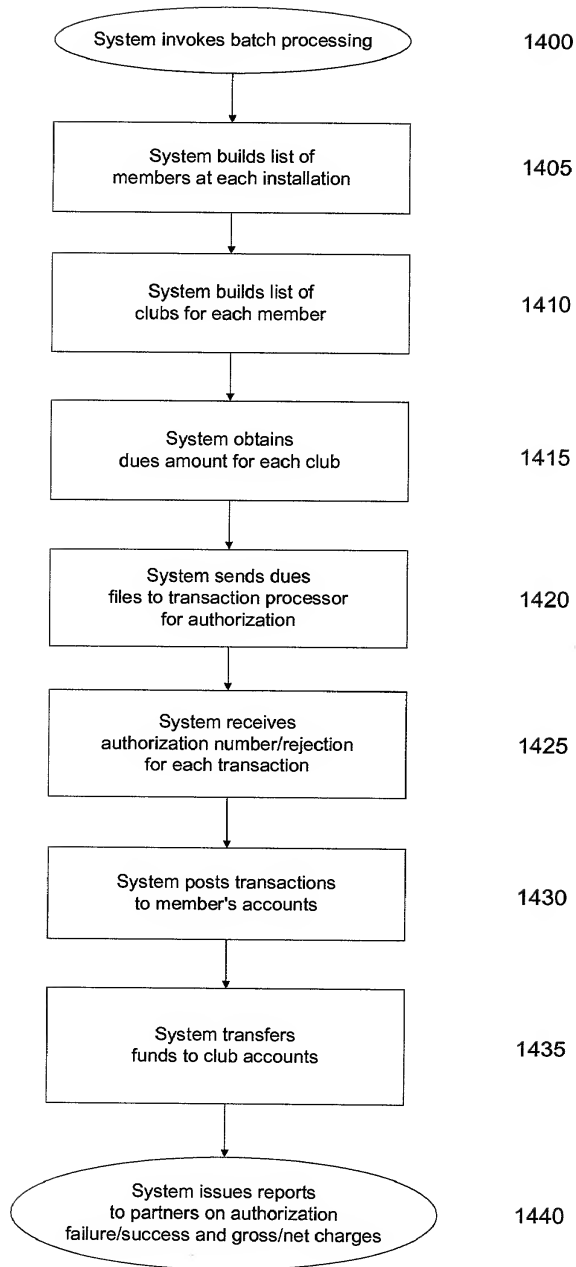 System invokes batch processing
1400
System builds list of
members at each installation
1405
System builds list of
clubs for each member
1410
System obtains
dues amount for each club
1415
System sends dues
files to transaction processor
for authorization
1420
System receives
authorization number/rejection
for each transaction
1425
System posts transactions
to member's accounts
1430
System transfers
funds to club accounts
1435
System issues reports
to partners on authorization
failure/success and gross/net charges
1440